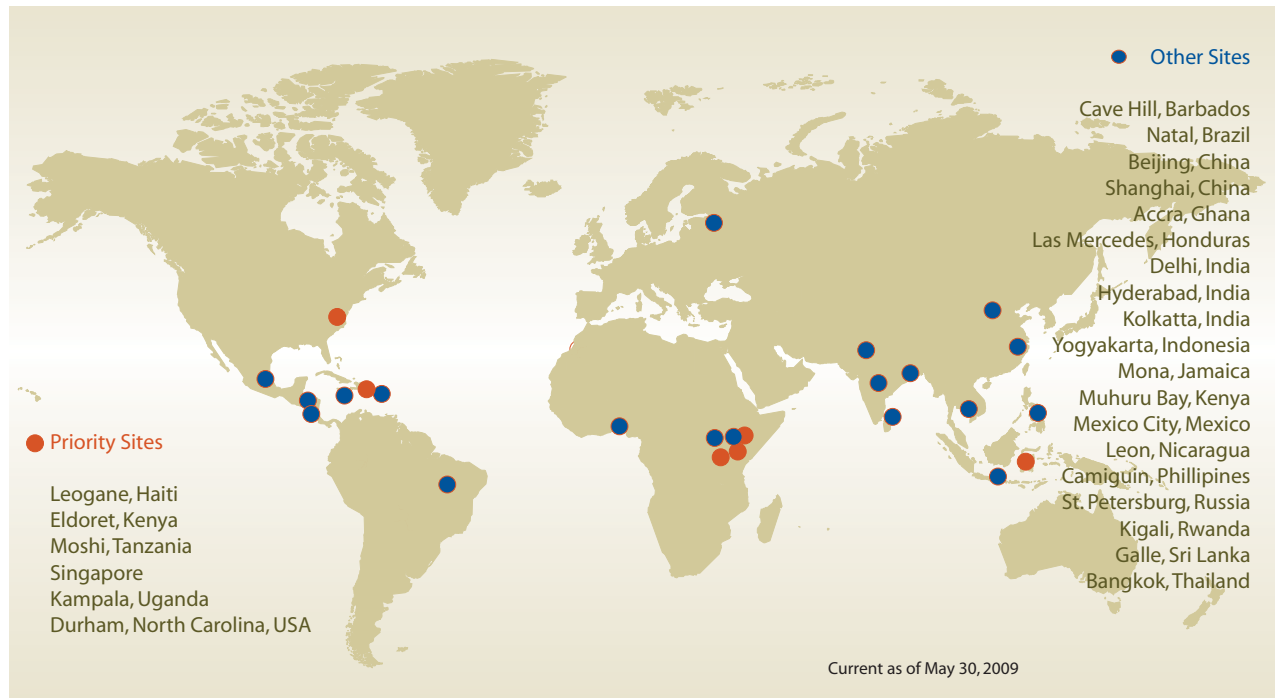 Other Sites
Cave Hill, Barbados
Natal, Brazil
Beijing, China
Shanghai, China
Accra, Ghana
Las Mercedes, Honduras
Delhi, India
Hyderabad, India
Kolkatta, India
Yogyakarta, Indonesia
Mona, Jamaica
Muhuru Bay, Kenya
Mexico City, Mexico
Leon, Nicaragua
Camiguin, Phillipines
St. Petersburg, Russia
Kigali, Rwanda
Galle, Sri Lanka
Bangkok, Thailand
Priority Sites
Leogane, Haiti
Eldoret, Kenya
Moshi, Tanzania
Singapore
Kampala, Uganda
Durham, North Carolina, USA
Current as of May 30, 2009